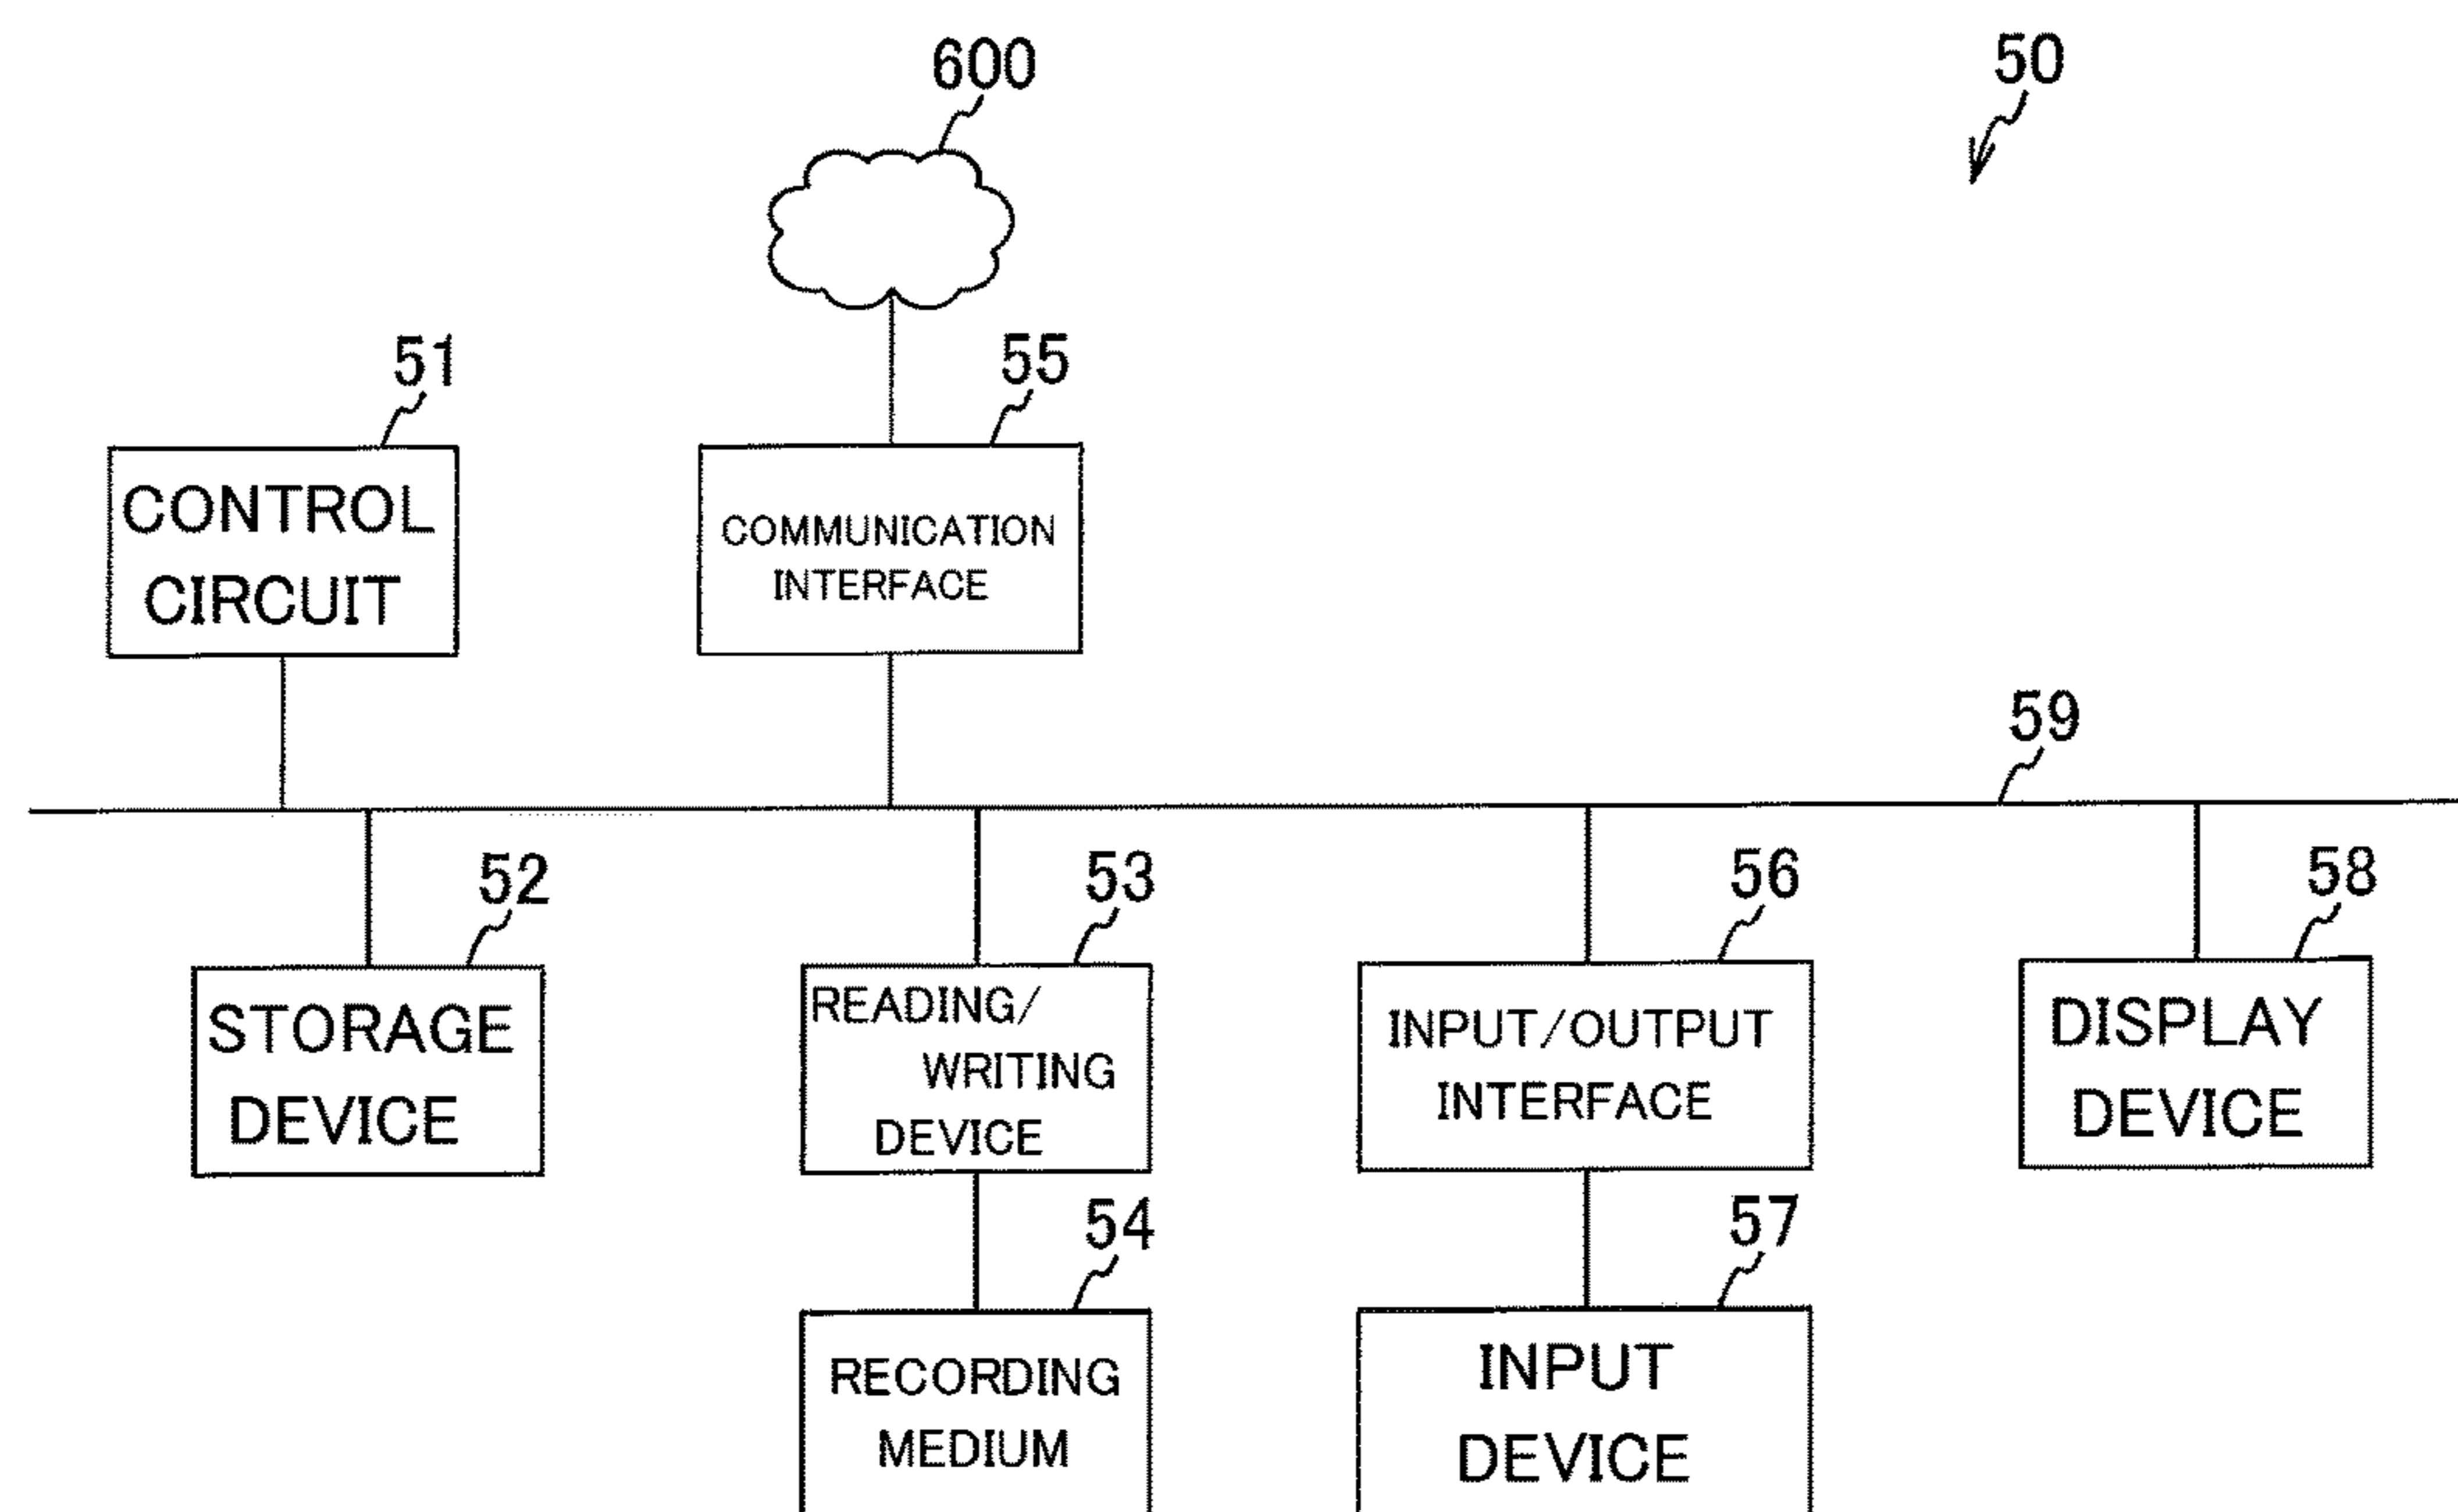 600
50
51
55
CONTROL
CIRCUIT
COMMUNICATION
INTERFACE
59
52
53
56
58
STORAGE
DEVICE
READING/
WRITING
DEVICE
INPUT/OUTPUT
INTERFACE
DISPLAY
DEVICE
54
57
RECORDING
MEDIUM
INPUT
DEVICE